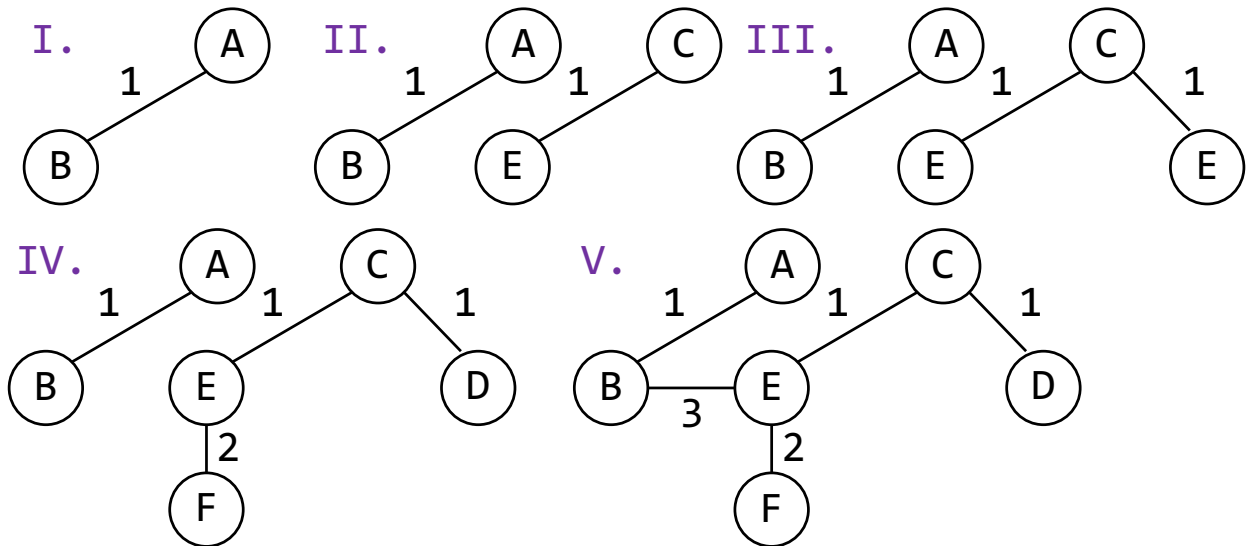 I. A II. A C III. A C
1 1 1 1 1 1
B B E B E E
IV. A C V. A C
1 1 1 1 1 1
B E D B E D
3
2 2
F F